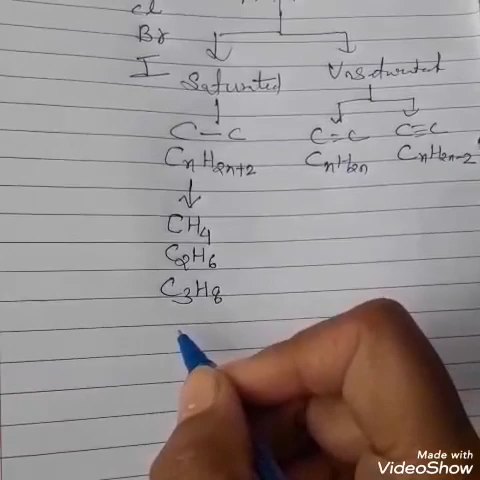 Cl
Br
I
Saturated Unsaturated
C-C C=C C≡C
CnH2n+2 CnH2n CnH2n-2
CH4
C2H6
C3H8
Made with
VideoShow